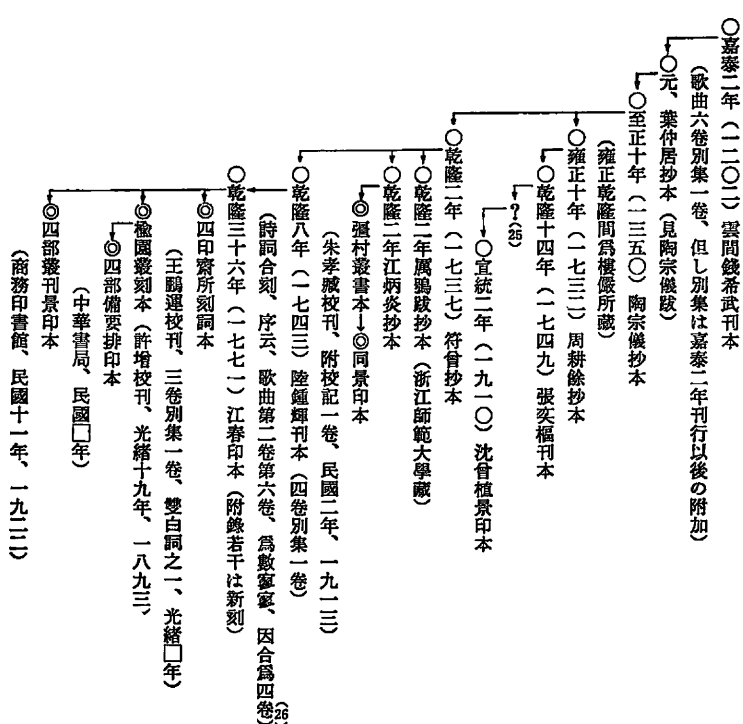 ○嘉泰二年（一二〇二）雲間錢希武刊本
（歌曲六卷別集一卷、但し別集は嘉泰二年刊行以後の附加）
○元、葉仲居抄本（見陶宗儀跋）
○至正十年（一三五〇）陶宗儀抄本
（雍正乾隆間爲樓儼所藏）
○雍正十年（一七三二）周耕餘抄本
○乾隆十四年（一七四九）張奕樞刊本
？(25)
○宣統二年（一九一〇）沈曾植景印本
○乾隆二年（一七三七）符曾抄本
○乾隆二年厲鶚跋抄本（浙江師範大學藏）
○乾隆二年江炳炎抄本
◎彊村叢書本→◎同景印本
（朱孝臧校刊、附校記一卷、民國二年、一九一三）
○乾隆八年（一七四三）陸鍾輝刊本（四卷別集一卷）
（詩詞合刻、序云、歌曲第二卷第六卷、爲數寥寥、因合爲四卷）(26)
○乾隆三十六年（一七七一）江春印本（附錄若干は新刻）
◎四印齋所刻詞本
（王鵬運校刊、三卷別集一卷、雙白詞之一、光緒□年）
◎楡園叢刻本（許增校刊、光緒十九年、一八九三）
◎四部備要排印本
（中華書局、民國□年）
◎四部叢刊景印本
（商務印書館、民國十一年、一九二二）